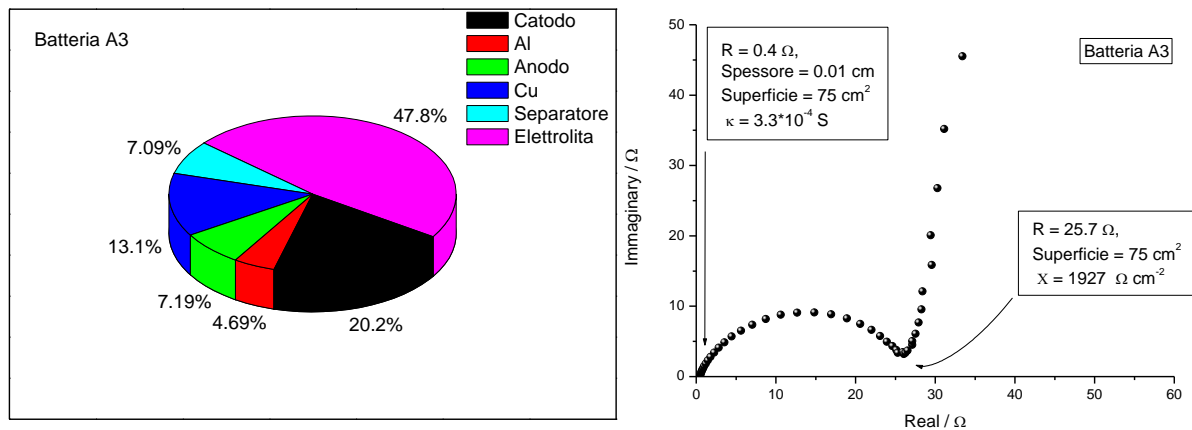 Batteria A3
Catodo
Al
Anodo
Cu
Separatore
Elettrolita
47.8%
7.09%
13.1%
7.19%
4.69%
20.2%
50
40
30
20
10
0
Immaginary / Ω
R = 0.4 Ω,
Spessore = 0.01 cm
Superficie = 75 cm²
κ = 3.3*10⁻⁴ S
Batteria A3
R = 25.7 Ω,
Superficie = 75 cm²
Χ = 1927 Ω cm⁻²
0 10 20 30 40 50 60
Real / Ω